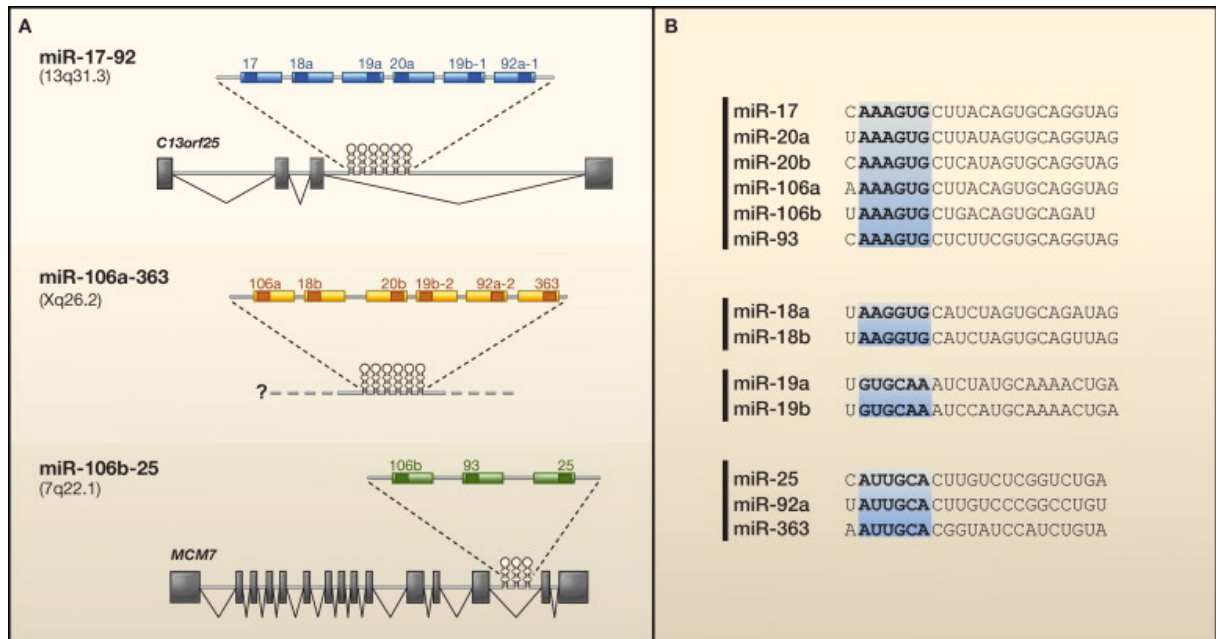 A
miR-17-92
(13q31.3)
17 18a 19a 20a 19b-1 92a-1
C13orf25
miR-106a-363
(Xq26.2)
106a 18b 20b 19b-2 92a-2 363
?
miR-106b-25
(7q22.1)
106b 93 25
MCM7
B
miR-17 CAAAGUGCUUACAGUGCAGGUAG
miR-20a UAAAGUGCUUAUAGUGCAGGUAG
miR-20b CAAAGUGCUCAUAGUGCAGGUAG
miR-106a AAAAGUGCUUACAGUGCAGGUAG
miR-106b UAAAGUGCUGACAGUGCAGAU
miR-93 CAAAGUGCUCUUCGUGCAGGUAG
miR-18a UAAGGUGCAUCUAGUGCAGAUAG
miR-18b UAAGGUGCAUCUAGUGCAGUUAG
miR-19a UGUGCAAAUCUAUGCAAAACUGA
miR-19b UGUGCAAAUCCAUGCAAAACUGA
miR-25 CAUUGCACUUGUCUCGGUCUGA
miR-92a UAUUGCACUUGUCCCGGCCUGU
miR-363 AAUUGCACGGUAUCCAUCUGUA